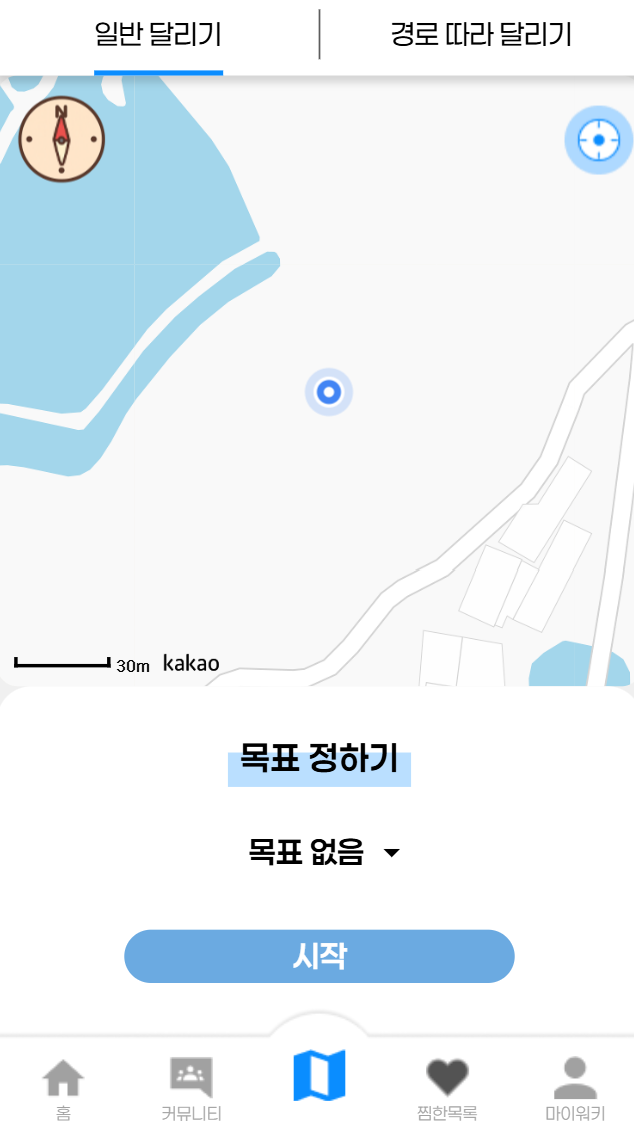 일반 달리기
경로 따라 달리기
N
30m kakao
목표 정하기
목표 없음
시작
홈
커뮤니티
찜한목록
마이워키